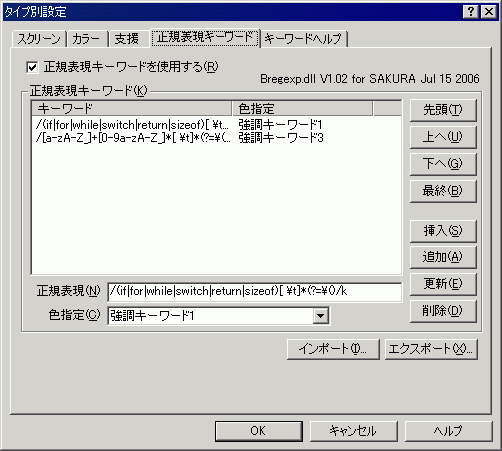 タイプ別設定
スクリーン カラー 支援 正規表現キーワード キーワードヘルプ
正規表現キーワードを使用する(R)
Bregexp.dll V1.02 for SAKURA Jul 15 2006
正規表現キーワード(K)
キーワード 色指定
/(if|for|while|switch|return|sizeof)[ ¥t... 強調キーワード1
/[a-zA-Z_]+[0-9a-zA-Z_]*[ ¥t]*(?=¥(... 強調キーワード3
先頭(T)
上へ(U)
下へ(G)
最終(B)
挿入(S)
追加(A)
更新(E)
削除(D)
正規表現(N) /(if|for|while|switch|return|sizeof)[ ¥t]*(?=¥()/k
色指定(C) 強調キーワード1
インポート(I)... エクスポート(X)...
OK キャンセル ヘルプ